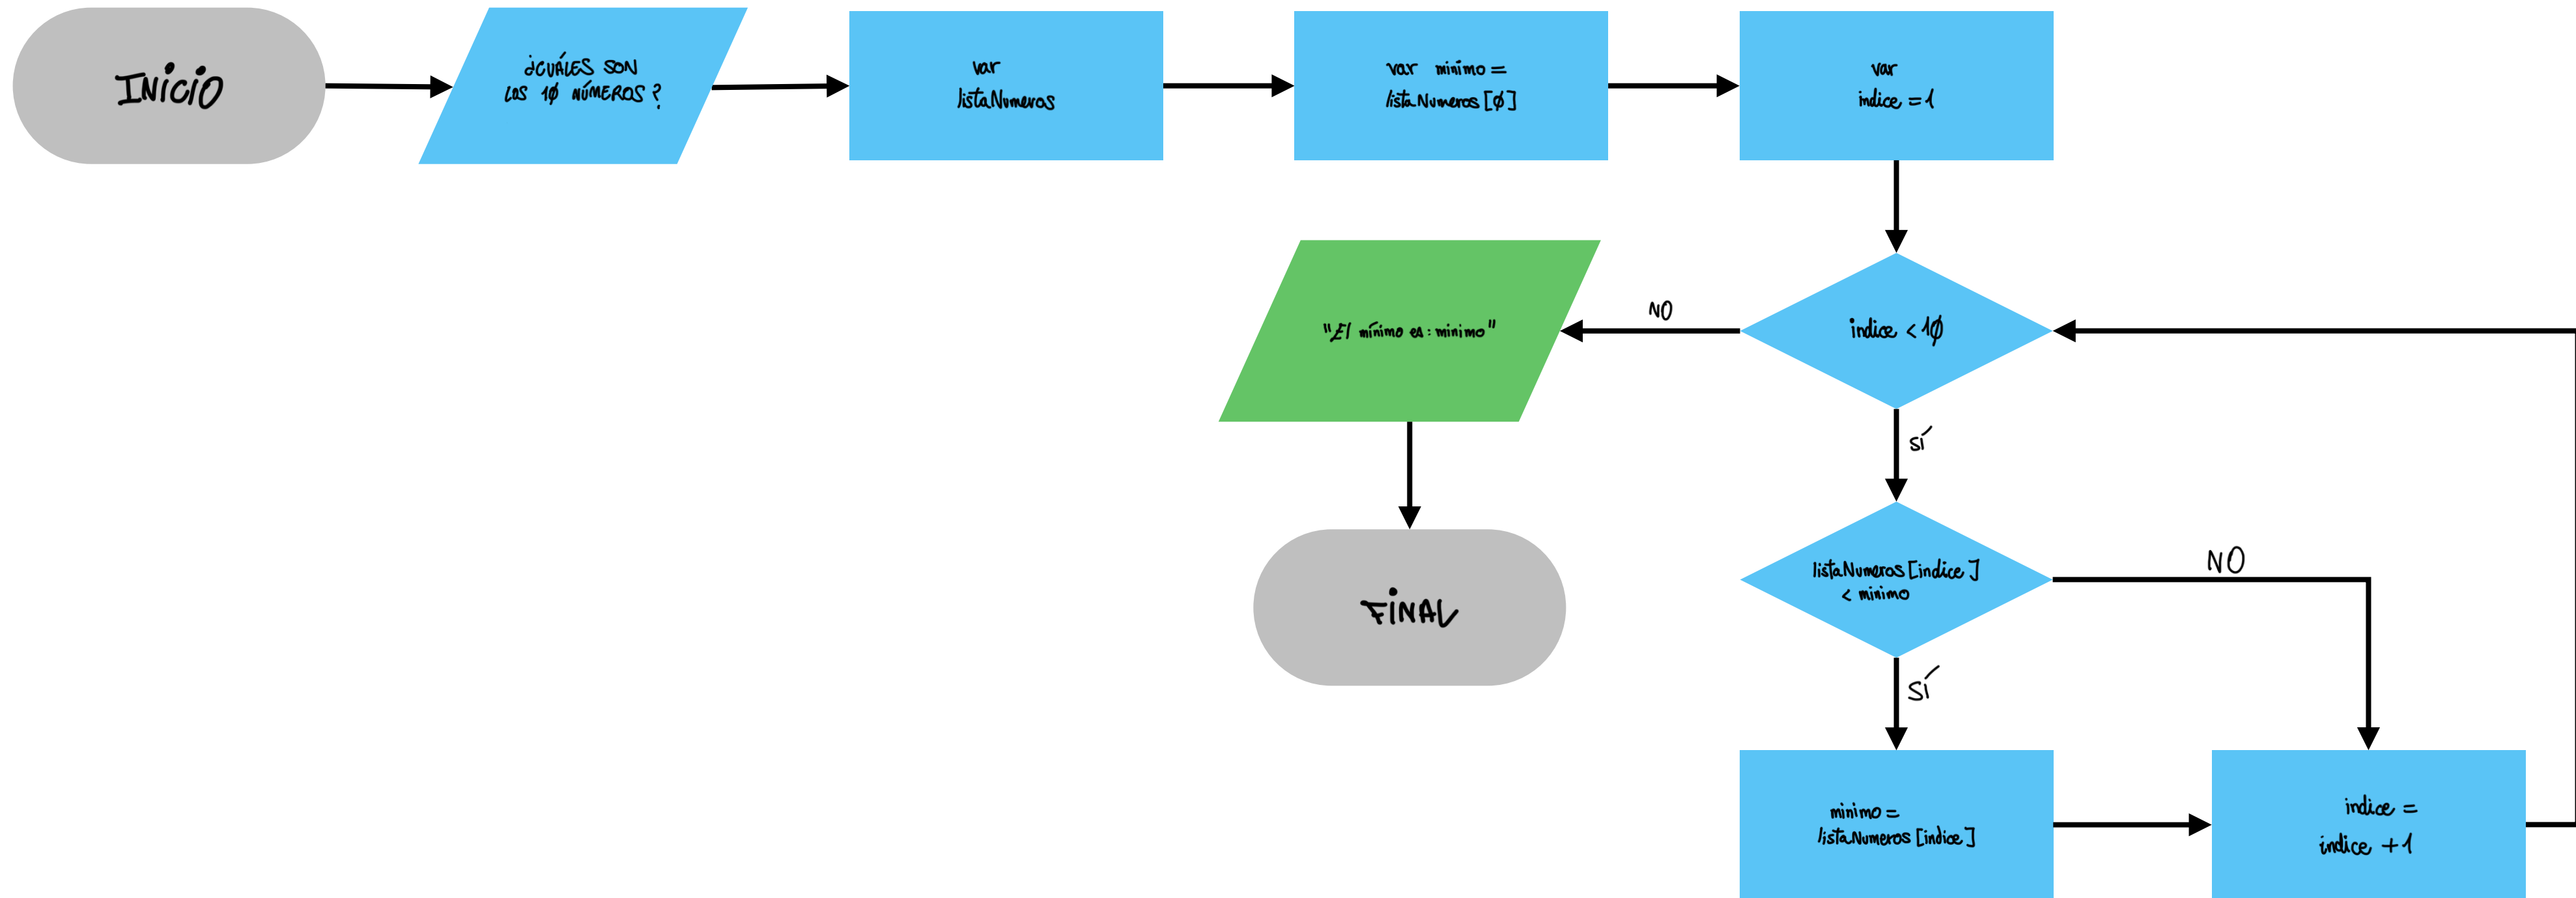 INICIO
¿CUÁLES SON
LOS 10 NÚMEROS?
var
listaNumeros
var minimo =
listaNumeros [0]
var
indice = 1
indice < 10
NO
"El mínimo es: minimo"
SÍ
FINAL
listaNumeros [indice]
< minimo
NO
SÍ
minimo =
listaNumeros [indice]
indice =
indice + 1